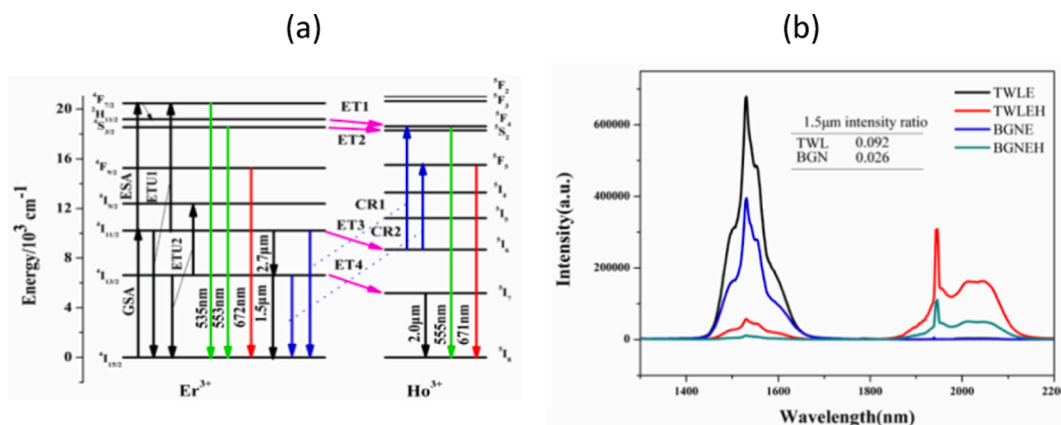 (a)
(b)
Energy/10³ cm⁻¹
20
16
12
8
4
0
⁴F₇/₂
²H₁₁/₂
⁴S₃/₂
⁴F₉/₂
⁴I₉/₂
⁴I₁₁/₂
⁴I₁₃/₂
⁴I₁₅/₂
GSA
ESA
ETU1
ETU2
535nm
553nm
672nm
1.5μm
2.7μm
ET1
ET2
ET3
ET4
CR1
CR2
2.0μm
555nm
671nm
⁵F₂
⁵F₃
⁵F₄
⁵S₂
⁵F₅
⁵I₄
⁵I₅
⁵I₆
⁵I₇
⁵I₈
Er³⁺
Ho³⁺
Intensity(a.u.)
600000
400000
200000
0
1.5μm intensity ratio
TWL 0.092
BGN 0.026
TWLE
TWLEH
BGNE
BGNEH
1400 1600 1800 2000 2200
Wavelength(nm)